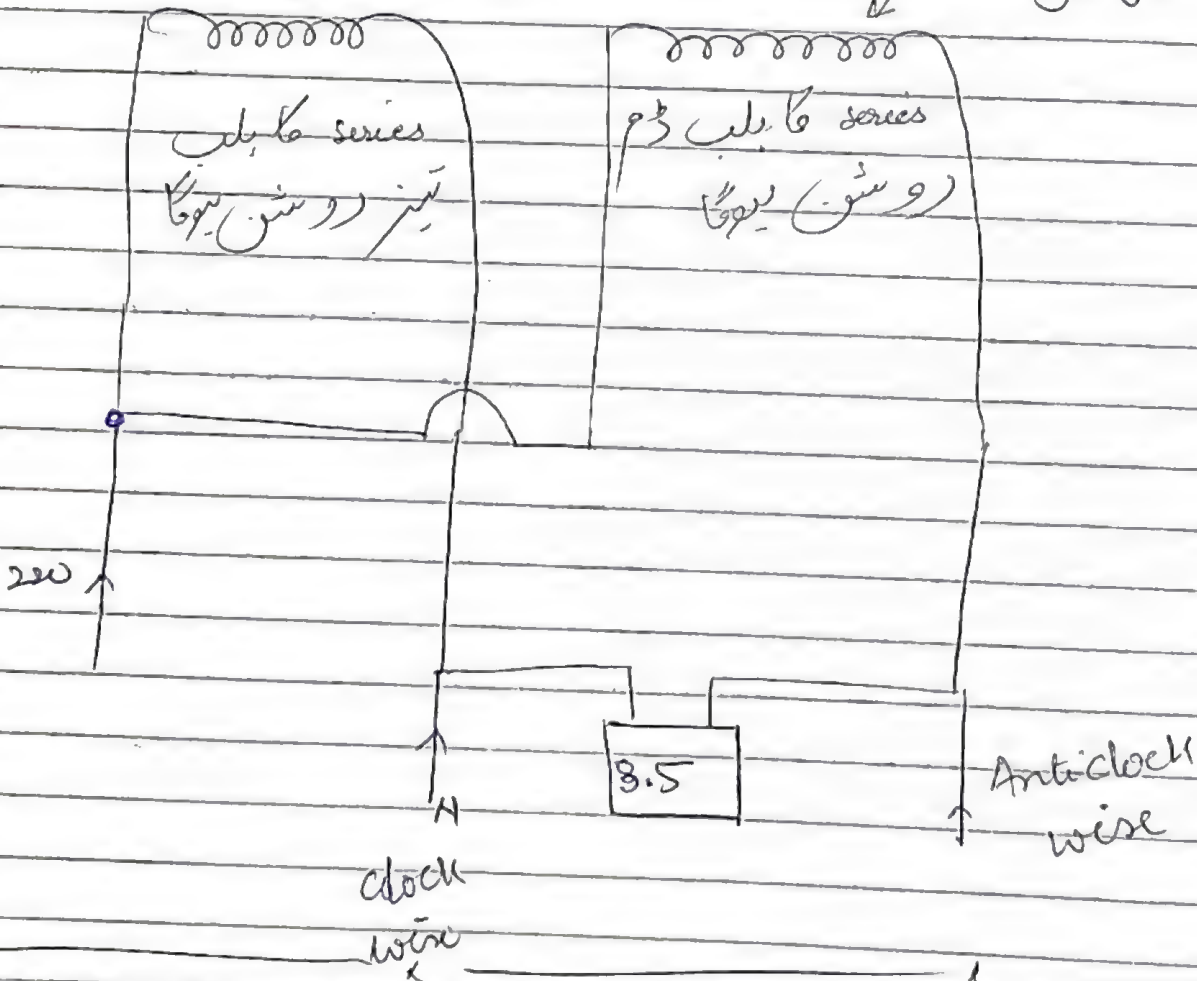 series کا بلب
تیز روشن ہوگا
series کا بلب ڈم
روشن ہوگا
220
3.5
N
Anticlock
wise
clock
wise